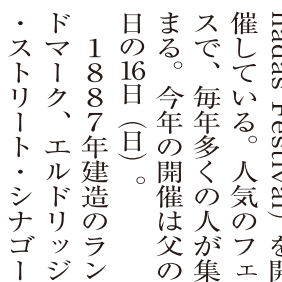 nadas Festival）を開
催している。人気のフェ
スで、毎年多くの人が集
まる。今年の開催は父の
日の16日（日）。
1887年建造のラン
ドマーク、エルドリッジ
・ストリート・シナゴー